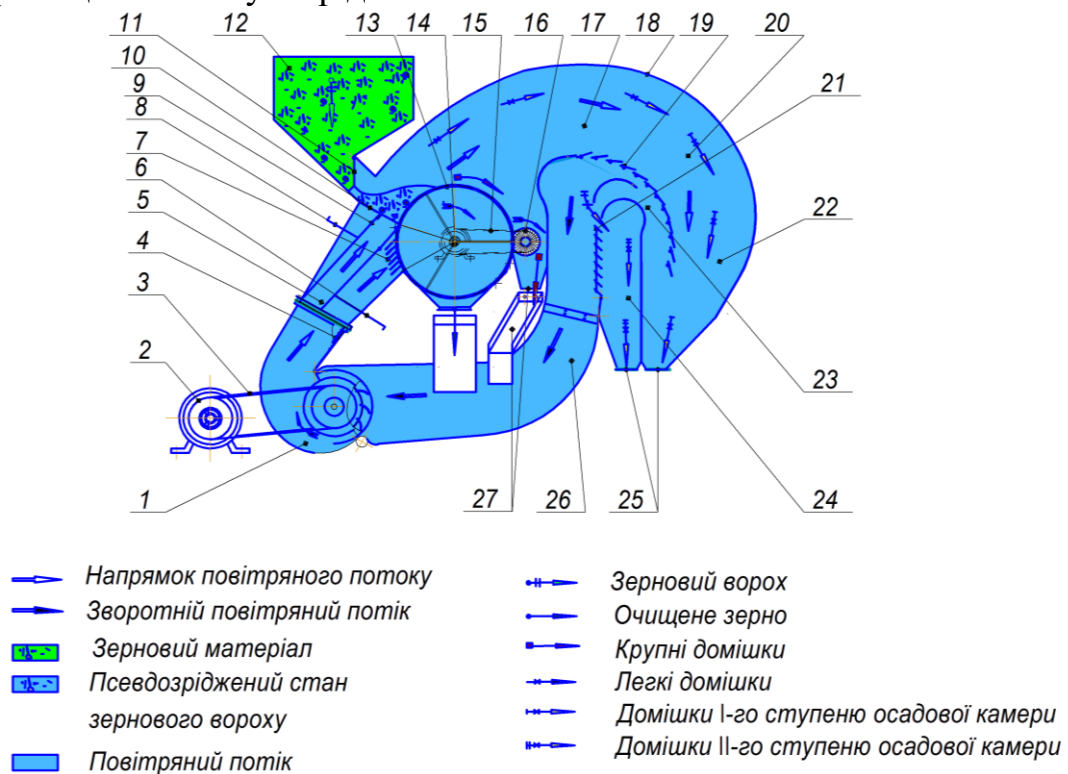 11 12 13 14 15 16 17 18 19 20
10
9
8
7
6
5
4
3
2
21
22
23
1 27 26 25 24
Напрямок повітряного потоку
Зворотній повітряний потік
Зерновий матеріал
Псевдозріджений стан
зернового вороху
Повітряний потік
Зерновий ворох
Очищене зерно
Крупні домішки
Легкі домішки
Домішки І-го ступеню осадової камери
Домішки ІІ-го ступеню осадової камери